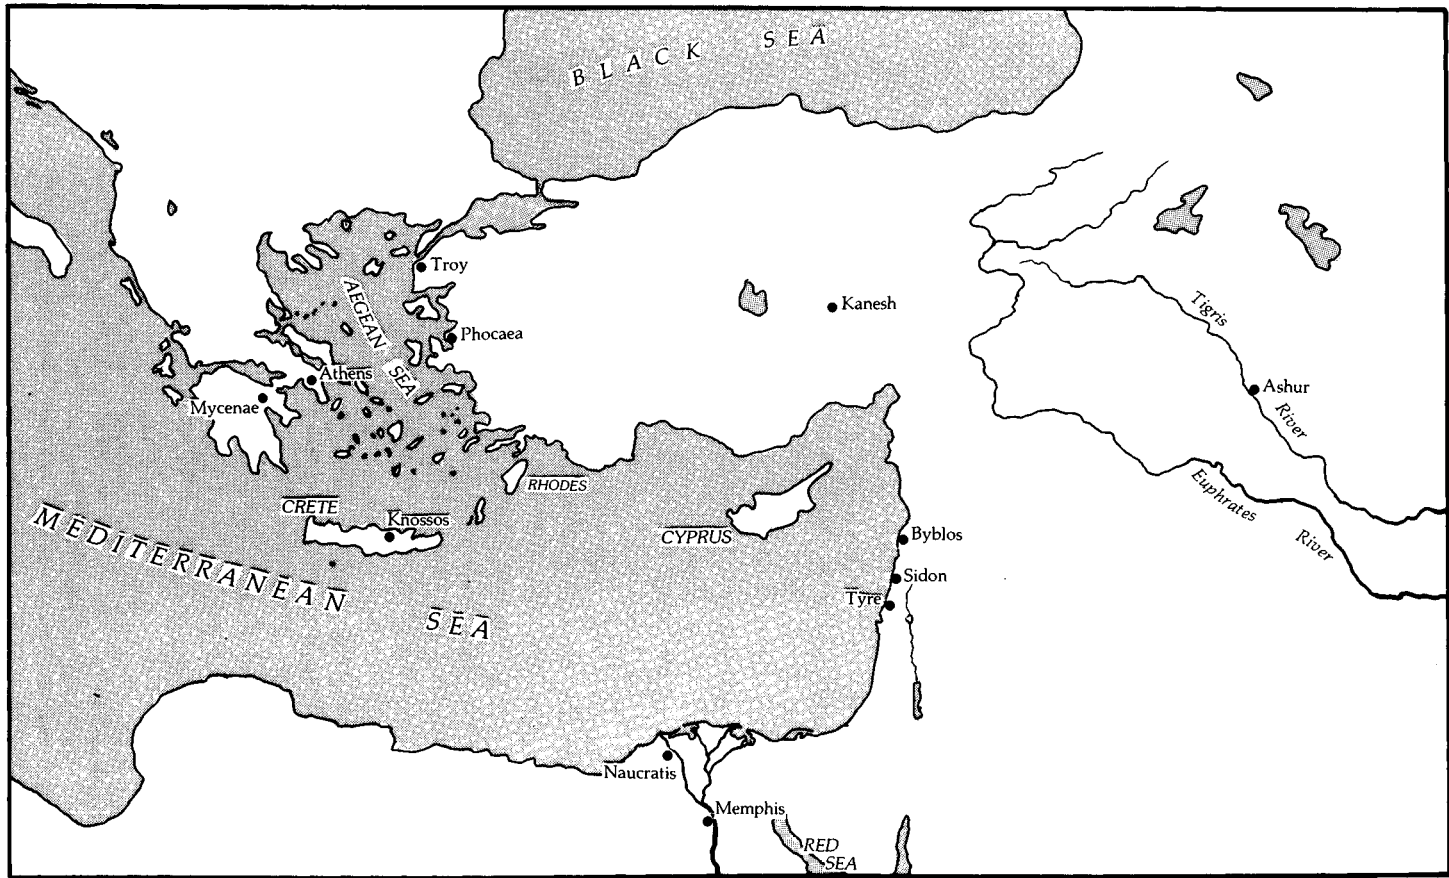 BLACK SEA
Troy
AEGEAN SEA
Kanesh
Tigris
River
Phocaea
Athens
Mycenae
Ashur
RHODES
Euphrates
River
CRETE
Knossos
CYPRUS
MEDITERRANEAN
SEA
Byblos
Sidon
Tyre
Naucratis
Memphis
RED
SEA